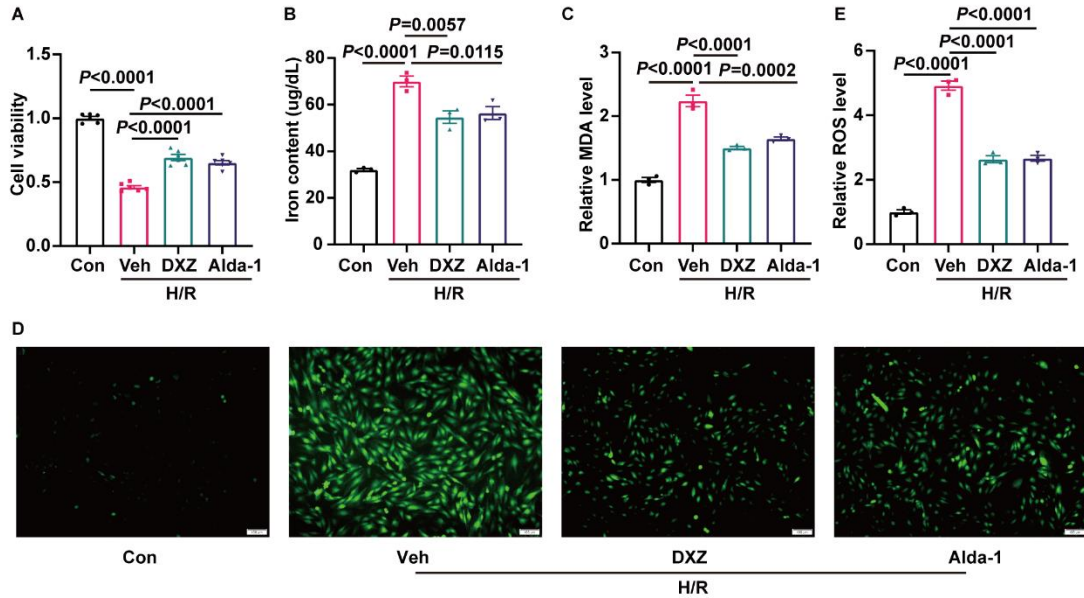 A
Cell viability
1.5
1.0
0.5
0.0
P<0.0001
P<0.0001
P<0.0001
Con Veh DXZ Alda-1
H/R
B
Iron content (ug/dL)
80
60
40
20
0
P=0.0057
P<0.0001 P=0.0115
Con Veh DXZ Alda-1
H/R
C
Relative MDA level
3
2
1
0
P<0.0001
P<0.0001 P=0.0002
Con Veh DXZ Alda-1
H/R
E
Relative ROS level
8
6
4
2
0
P<0.0001
P<0.0001
P<0.0001
Con Veh DXZ Alda-1
H/R
D
Con Veh DXZ Alda-1
H/R